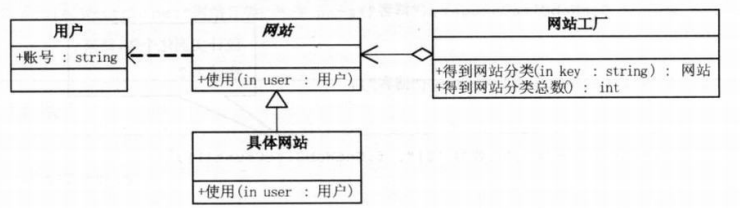 用户
+账号 : string
网站
+使用(in user : 用户)
网站工厂
+得到网站分类(in key : string) : 网站
+得到网站分类总数() : int
具体网站
+使用(in user : 用户)